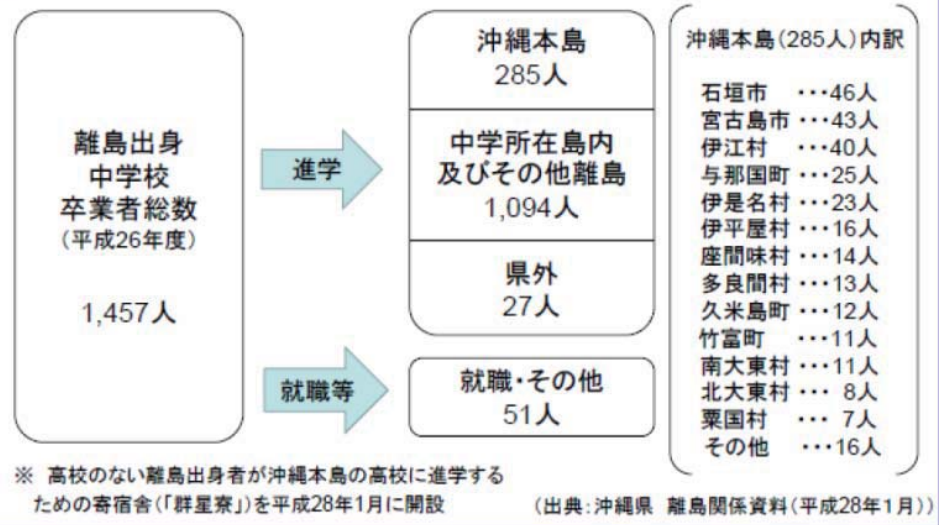 離島出身
中学校
卒業者総数
(平成26年度)
1,457人
進学
就職等
沖縄本島
285人
中学所在島内
及びその他離島
1,094人
県外
27人
就職・その他
51人
沖縄本島(285人)内訳
石垣市 ・・・46人
宮古島市・・・43人
伊江村 ・・・40人
与那国町・・・25人
伊是名村・・・23人
伊平屋村・・・16人
座間味村・・・14人
多良間村・・・13人
久米島町・・・12人
竹富町 ・・・11人
南大東村・・・11人
北大東村・・・ 8人
粟国村 ・・・ 7人
その他 ・・・16人
※ 高校のない離島出身者が沖縄本島の高校に進学する
ための寄宿舎(「群星寮」)を平成28年1月に開設
(出典:沖縄県 離島関係資料(平成28年1月))